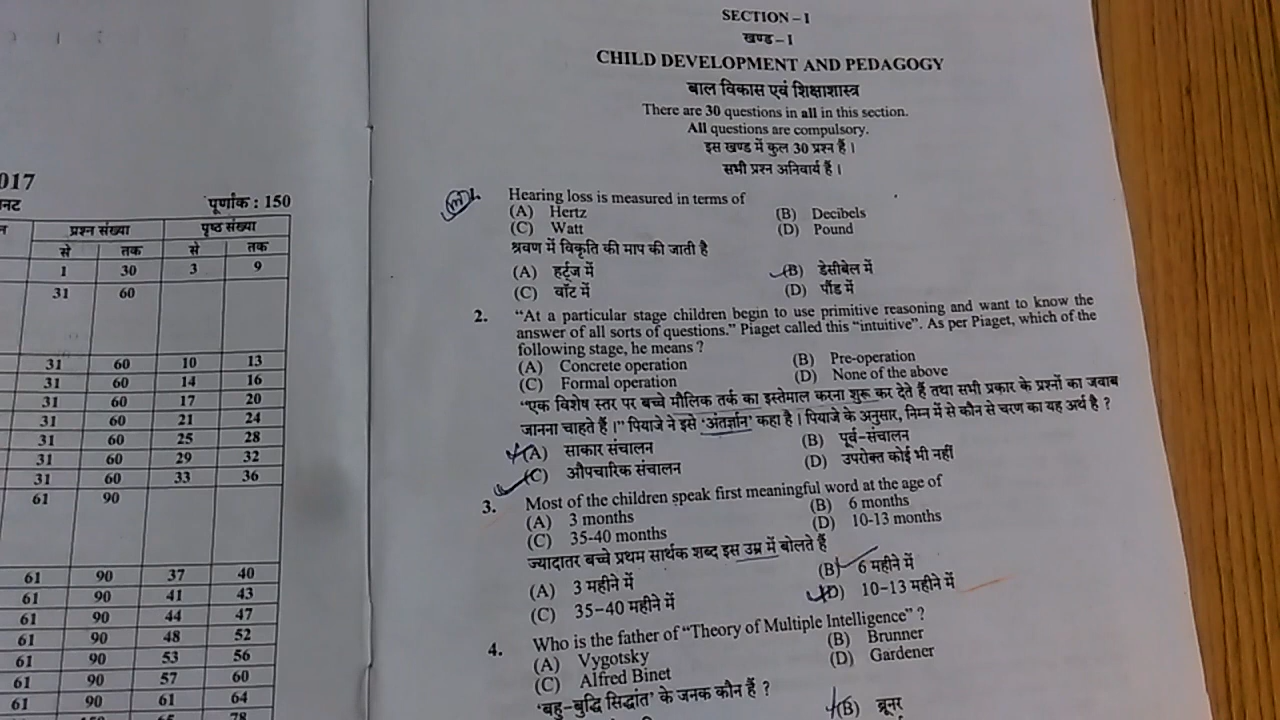 017
पूर्णांक : 150
प्रश्न संख्या पृष्ठ संख्या
से तक से तक
1 30 3 9
31 60
31 60 10 13
31 60 14 16
31 60 17 20
31 60 21 24
31 60 25 28
31 60 29 32
31 60 33 36
61 90
61 90 37 40
61 90 41 43
61 90 44 47
61 90 48 52
61 90 53 56
61 90 57 60
61 90 61 64
SECTION – I
खण्ड – I
CHILD DEVELOPMENT AND PEDAGOGY
बाल विकास एवं शिक्षाशास्त्र
There are 30 questions in all in this section.
All questions are compulsory.
इस खण्ड में कुल 30 प्रश्न हैं ।
सभी प्रश्न अनिवार्य हैं ।
Hearing loss is measured in terms of
(A) Hertz (B) Decibels
(C) Watt (D) Pound
श्रवण में विकृति की माप की जाती है
(A) हर्ट्ज में (B) डेसीबेल में
(C) वॉट में (D) पौंड में
2. “At a particular stage children begin to use primitive reasoning and want to know the
answer of all sorts of questions.” Piaget called this “intuitive”. As per Piaget, which of the
following stage, he means ?
(A) Concrete operation (B) Pre-operation
(C) Formal operation (D) None of the above
“एक विशेष स्तर पर बच्चे मौलिक तर्क का इस्तेमाल करना शुरू कर देते हैं तथा सभी प्रकार के प्रश्नों का जवाब
जानना चाहते हैं ।” पियाजे ने इसे ‘अंतर्ज्ञान’ कहा है । पियाजे के अनुसार, निम्न में से कौन से चरण का यह अर्थ है ?
(A) साकार संचालन (B) पूर्व-संचालन
(C) औपचारिक संचालन (D) उपरोक्त कोई भी नहीं
3. Most of the children speak first meaningful word at the age of
(A) 3 months (B) 6 months
(C) 35-40 months (D) 10-13 months
ज्यादातर बच्चे प्रथम सार्थक शब्द इस उम्र में बोलते हैं
(A) 3 महीने में (B) 6 महीने में
(C) 35–40 महीने में (D) 10–13 महीने में
4. Who is the father of “Theory of Multiple Intelligence” ?
(A) Vygotsky (B) Brunner
(C) Alfred Binet (D) Gardener
‘बहु-बुद्धि सिद्धांत’ के जनक कौन हैं ?
(B) ब्रूनर